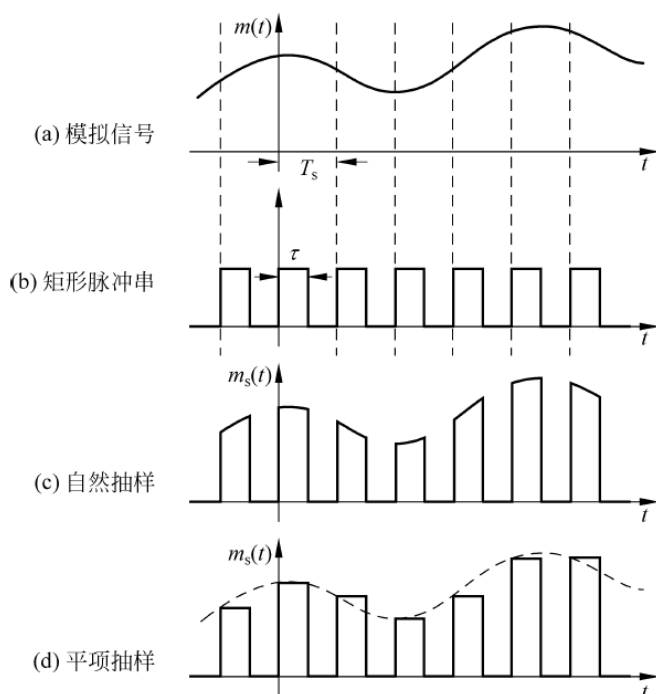 m(t)
(a) 模拟信号
T_s
t
τ
(b) 矩形脉冲串
t
m_s(t)
(c) 自然抽样
t
m_s(t)
(d) 平项抽样
t